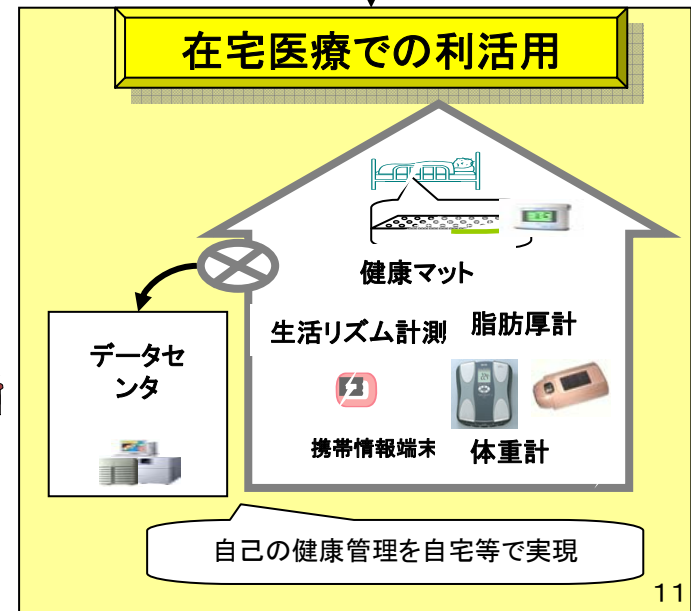 在宅医療での利活用
健康マット
生活リズム計測
脂肪厚計
データセ
ンタ
携帯情報端末
体重計
自己の健康管理を自宅等で実現
11